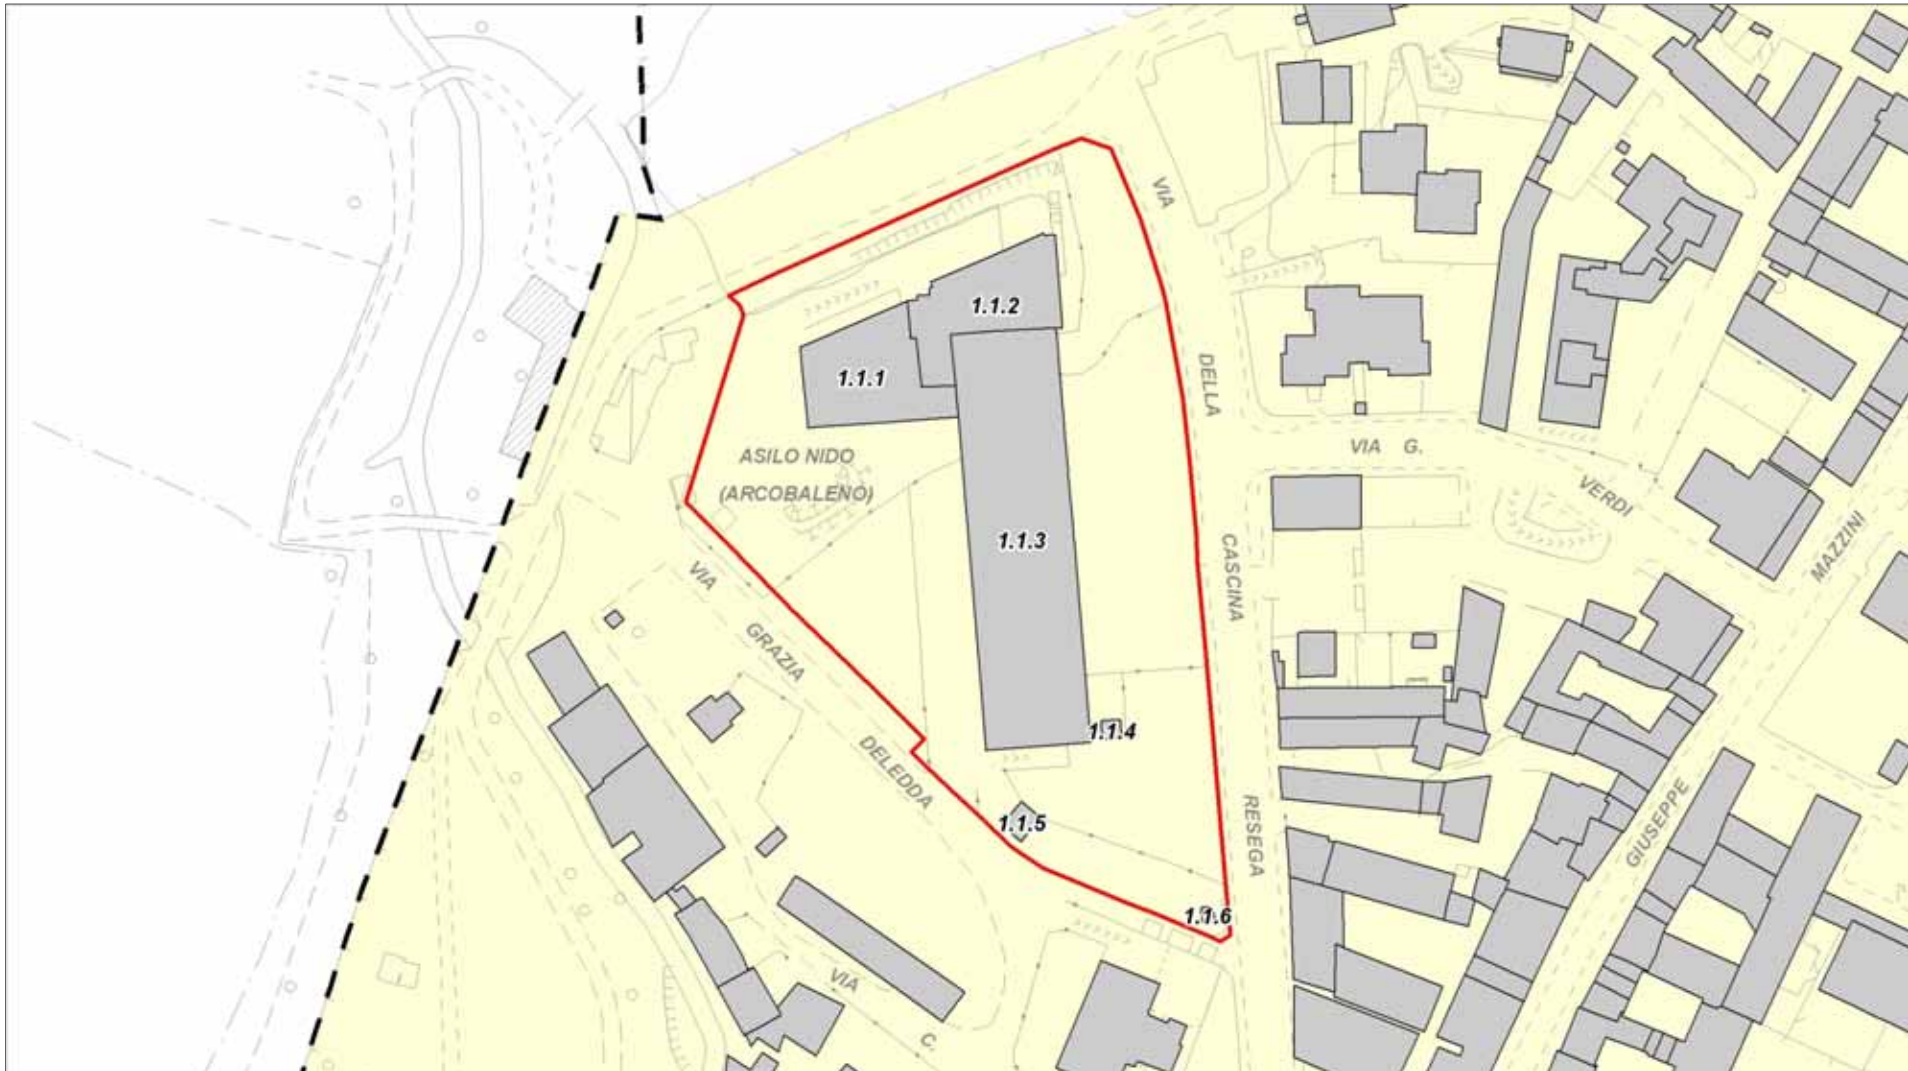 VIA
1.1.2
1.1.1
DELLA
VIA G.
ASILO NIDO
(ARCOBALENO)
VERDI
1.1.3
MAZZINI
VIA
CASCINA
GRAZIA
1.1.4
DELEDDA
1.1.5
RESEGA
GIUSEPPE
1.1.6
VIA
C.